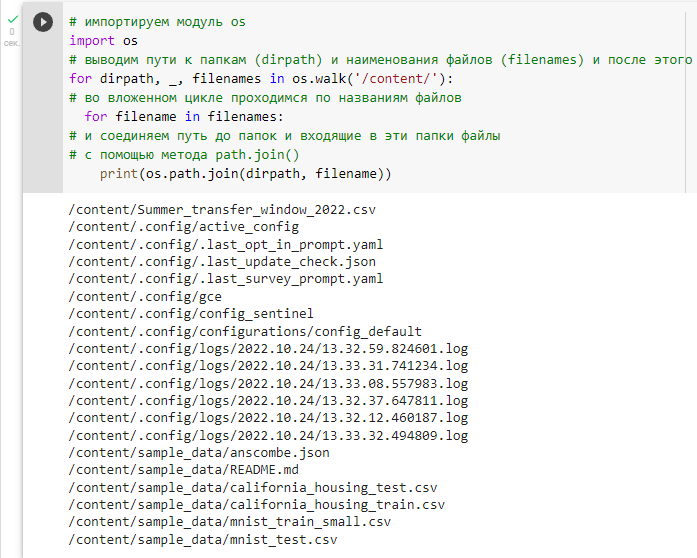 0
сек.
# импортируем модуль os
import os
# выводим пути к папкам (dirpath) и наименования файлов (filenames) и после этого
for dirpath, _, filenames in os.walk('/content/'):
# во вложенном цикле проходимся по названиям файлов
  for filename in filenames:
# и соединяем путь до папок и входящие в эти папки файлы
# с помощью метода path.join()
    print(os.path.join(dirpath, filename))
/content/Summer_transfer_window_2022.csv
/content/.config/active_config
/content/.config/.last_opt_in_prompt.yaml
/content/.config/.last_update_check.json
/content/.config/.last_survey_prompt.yaml
/content/.config/gce
/content/.config/config_sentinel
/content/.config/configurations/config_default
/content/.config/logs/2022.10.24/13.32.59.824601.log
/content/.config/logs/2022.10.24/13.33.31.741234.log
/content/.config/logs/2022.10.24/13.33.08.557983.log
/content/.config/logs/2022.10.24/13.32.37.647811.log
/content/.config/logs/2022.10.24/13.32.12.460187.log
/content/.config/logs/2022.10.24/13.33.32.494809.log
/content/sample_data/anscombe.json
/content/sample_data/README.md
/content/sample_data/california_housing_test.csv
/content/sample_data/california_housing_train.csv
/content/sample_data/mnist_train_small.csv
/content/sample_data/mnist_test.csv